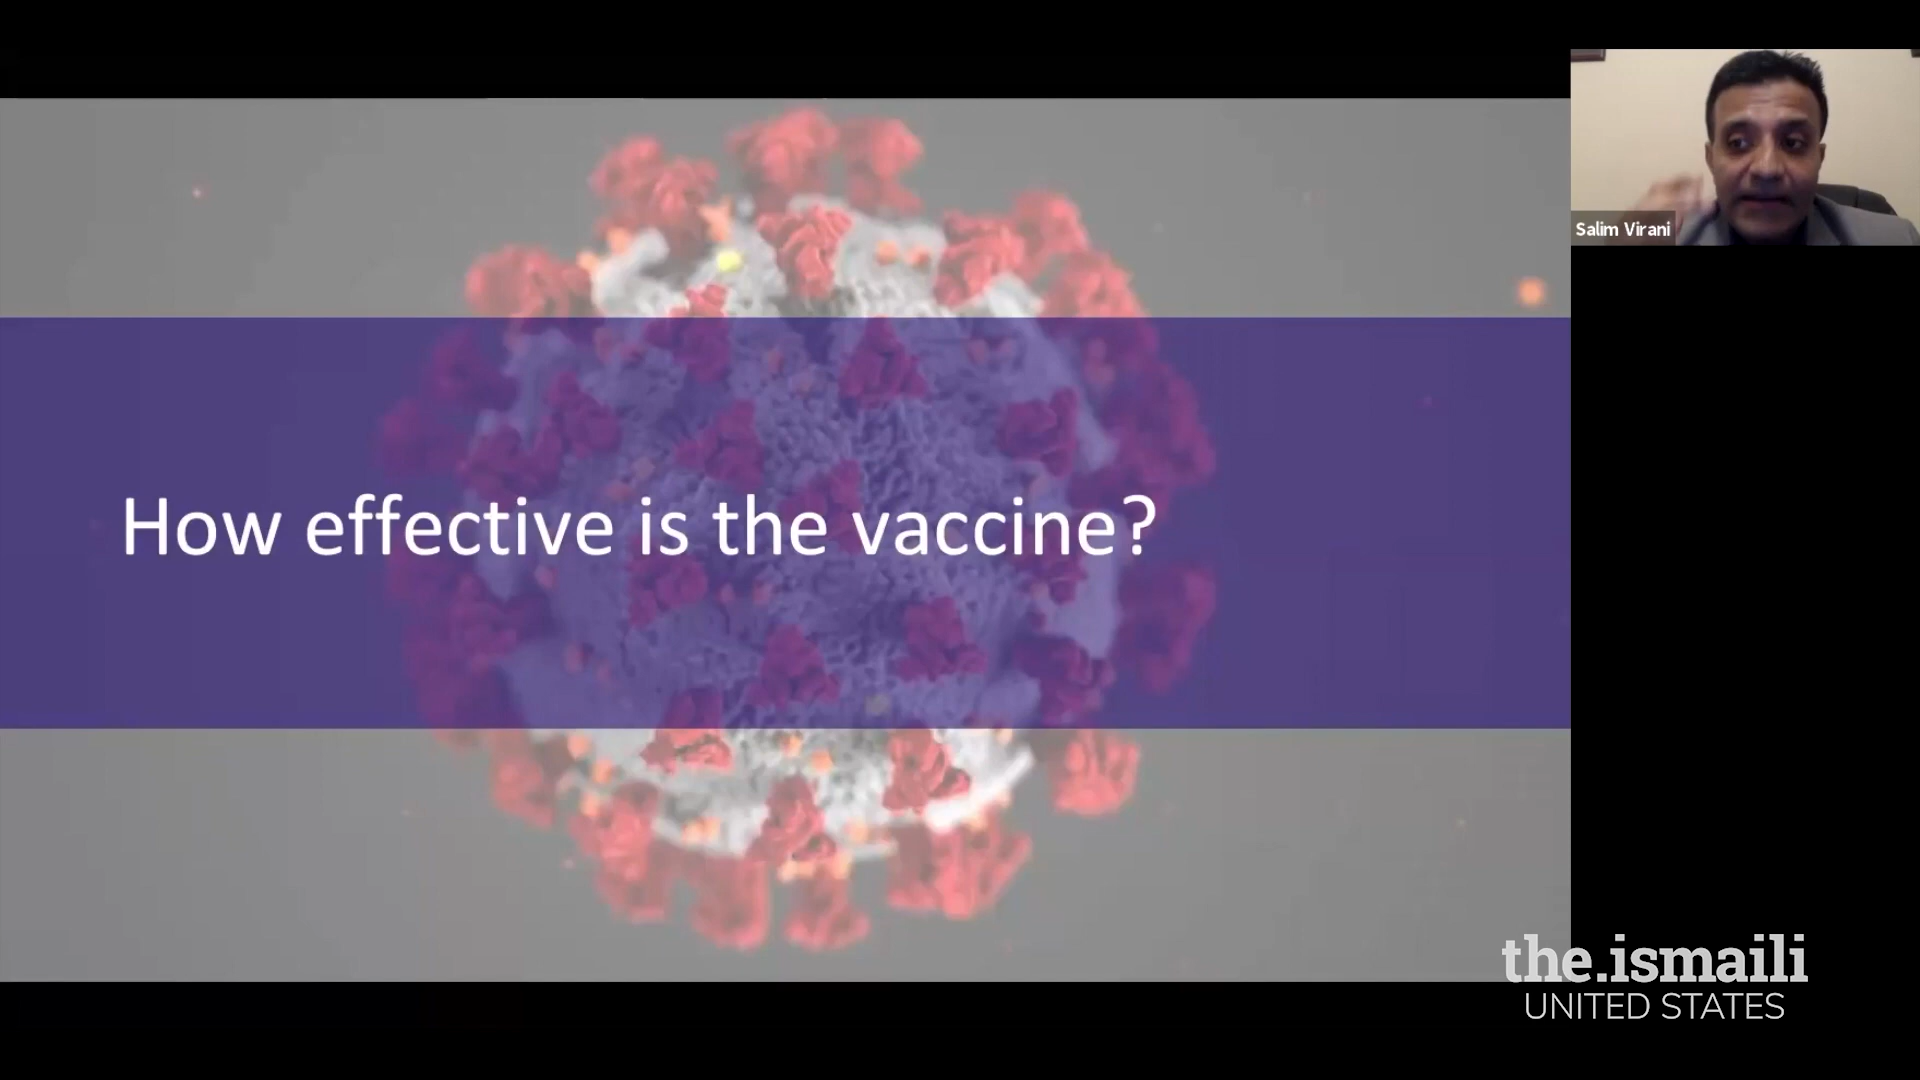 How effective is the vaccine?
Salim Virani
the.ismaili
UNITED STATES